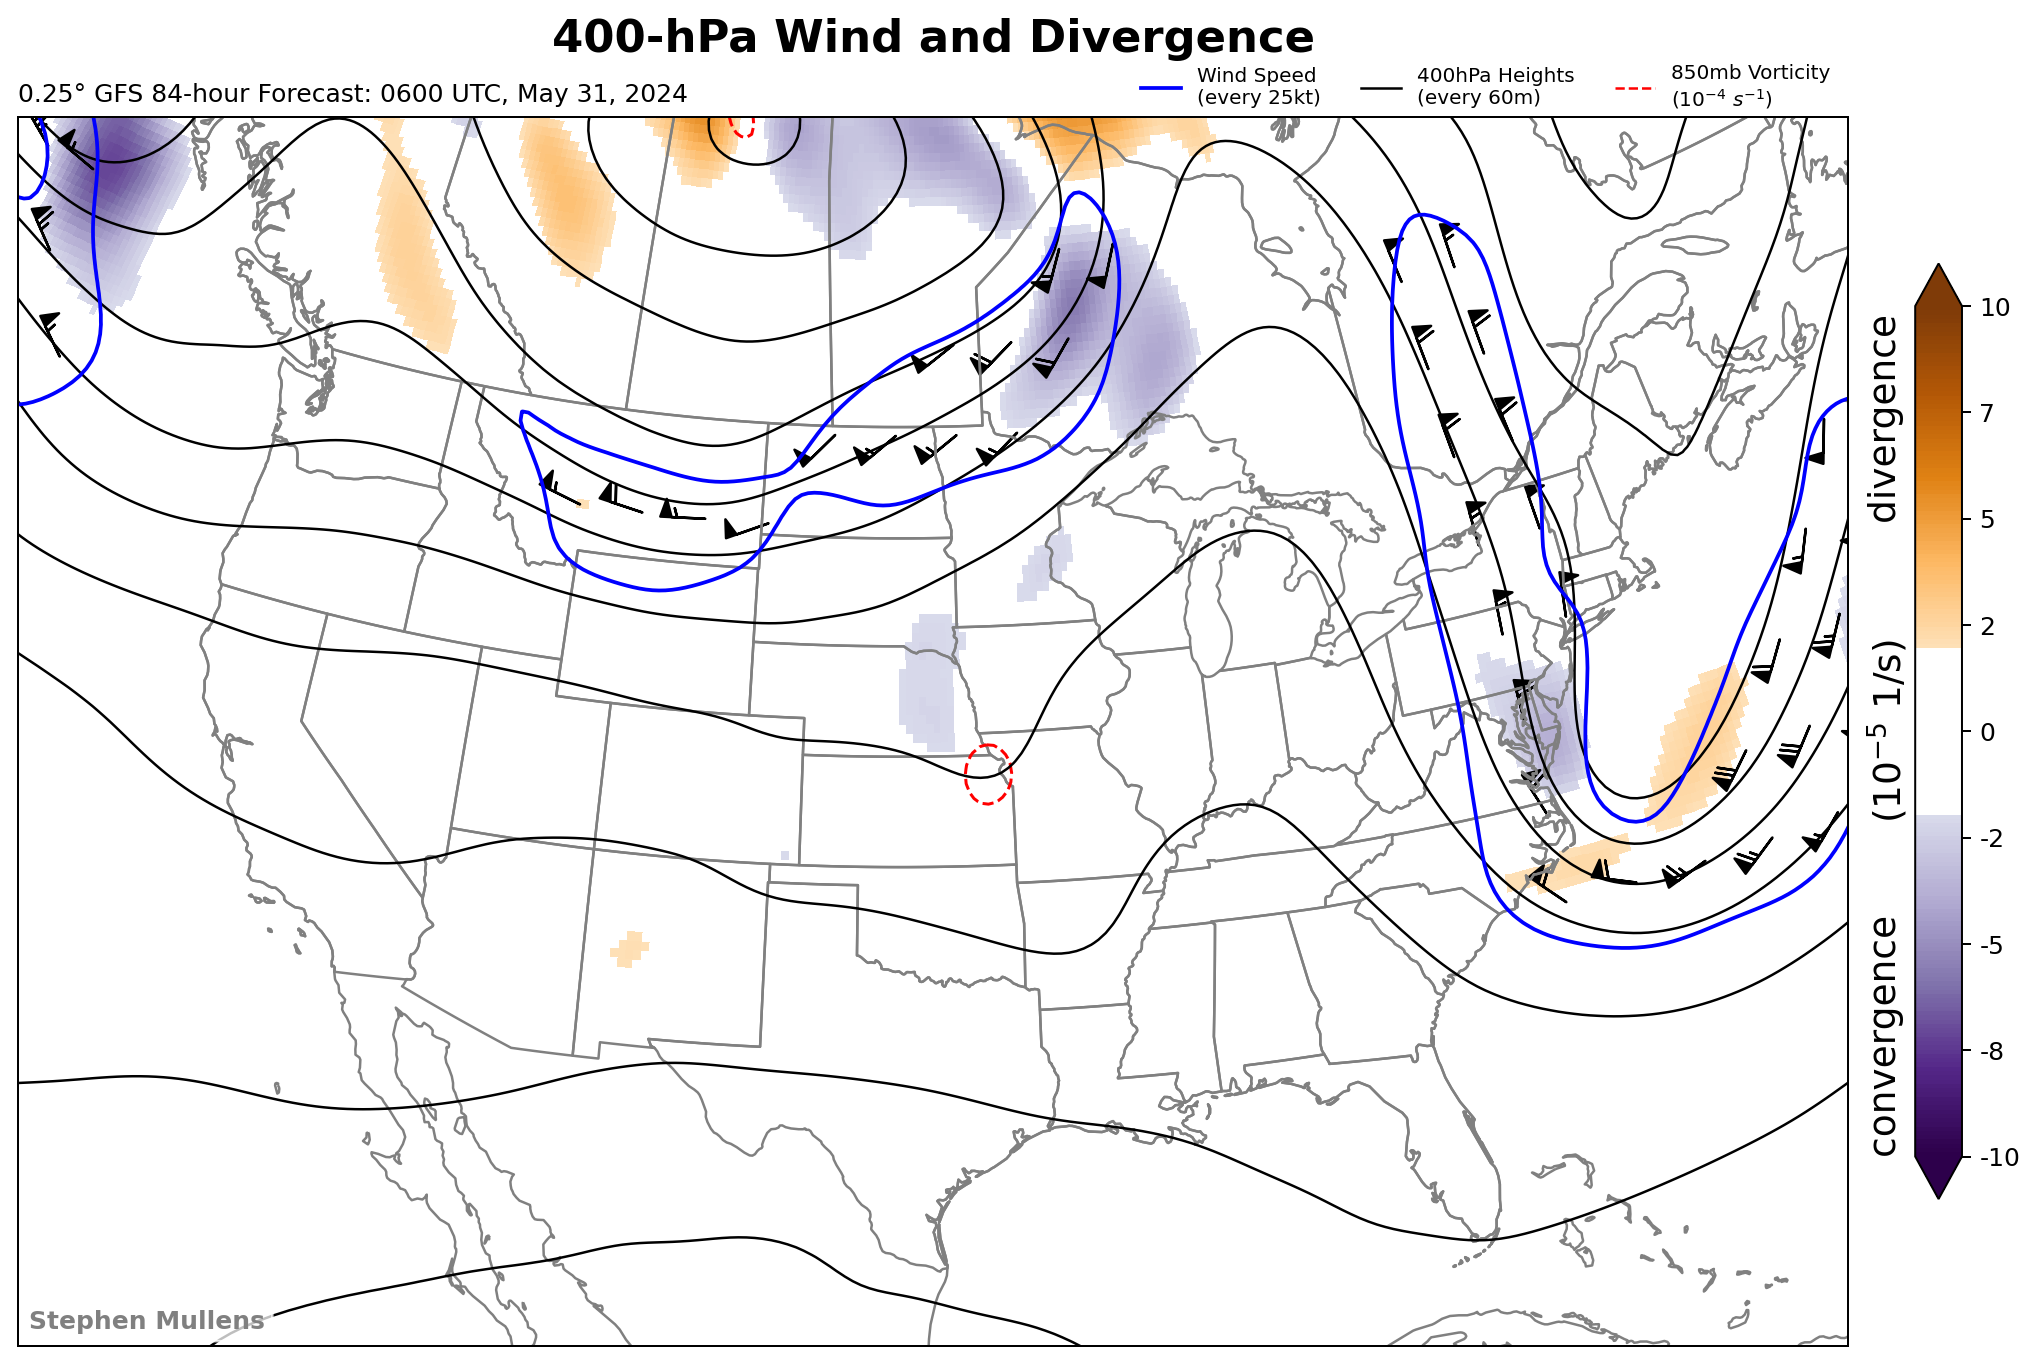 400-hPa Wind and Divergence
0.25° GFS 84-hour Forecast: 0600 UTC, May 31, 2024
Wind Speed
(every 25kt)
400hPa Heights
(every 60m)
850mb Vorticity
(10⁻⁴ s⁻¹)
10
7
5
2
0
-2
-5
-8
-10
convergence (10⁻⁵ 1/s) divergence
Stephen Mullens